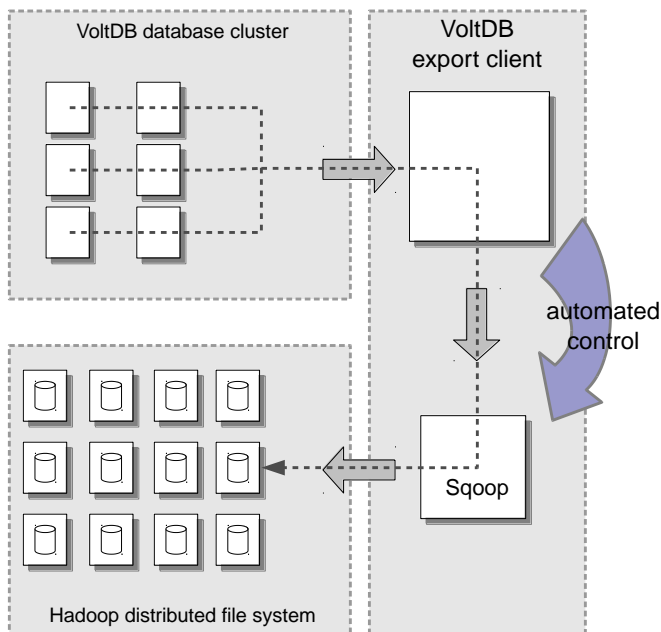 VoltDB database cluster
VoltDB
export client
automated
control
Sqoop
Hadoop distributed file system